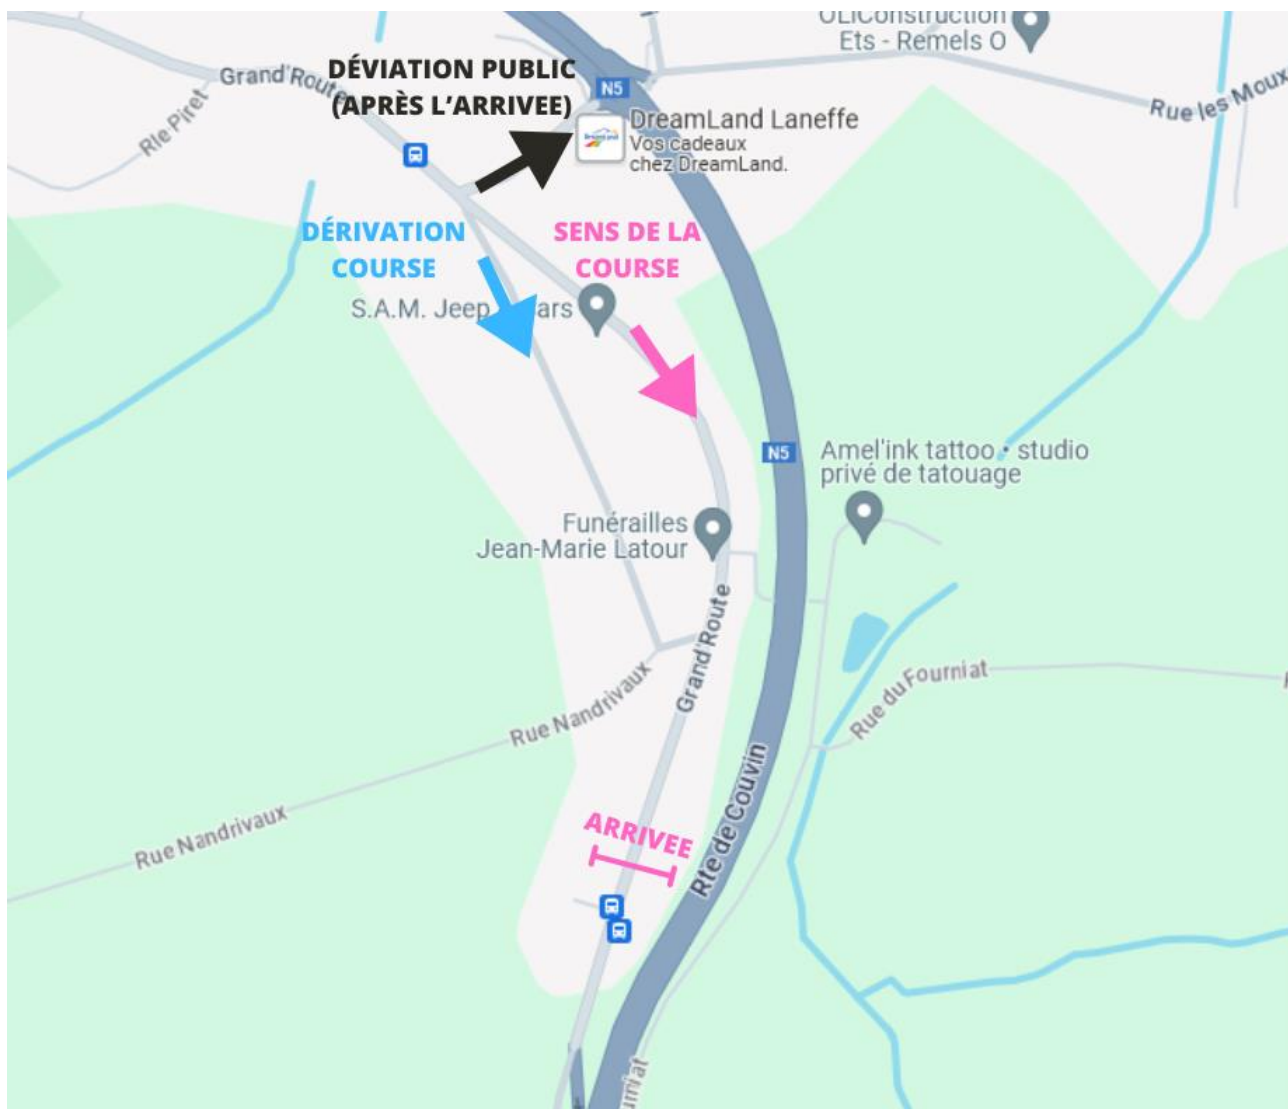 OLIConstruction
Ets - Remels O
Grand'Route
DÉVIATION PUBLIC
(APRÈS L'ARRIVEE)
N5
Rue les Moux
Rle Piret
DreamLand Laneffe
Vos cadeaux
chez DreamLand.
DÉRIVATION
COURSE
SENS DE LA
COURSE
S.A.M. Jeep
ars
N5
Amel'ink tattoo • studio
privé de tatouage
Funérailles
Jean-Marie Latour
Grand'Route
Rue Nandrivaux
Rue du Fourniat
Rue Nandrivaux
ARRIVEE
Rte de Couvin